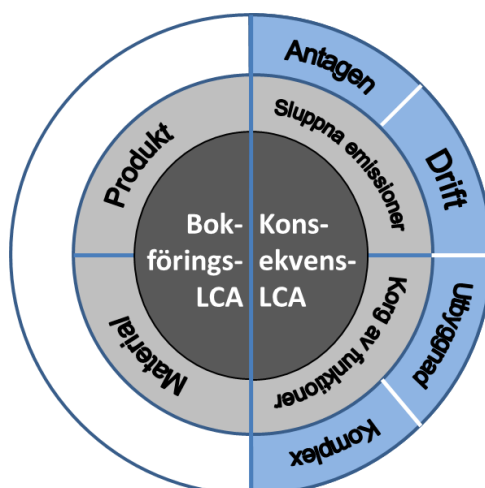 Antagen
Drift
Utbyggnad
Komplex
Sluppna emissioner
Korg av funktioner
Produkt
Material
Bok-
förings-
LCA
Kons-
ekvens-
LCA